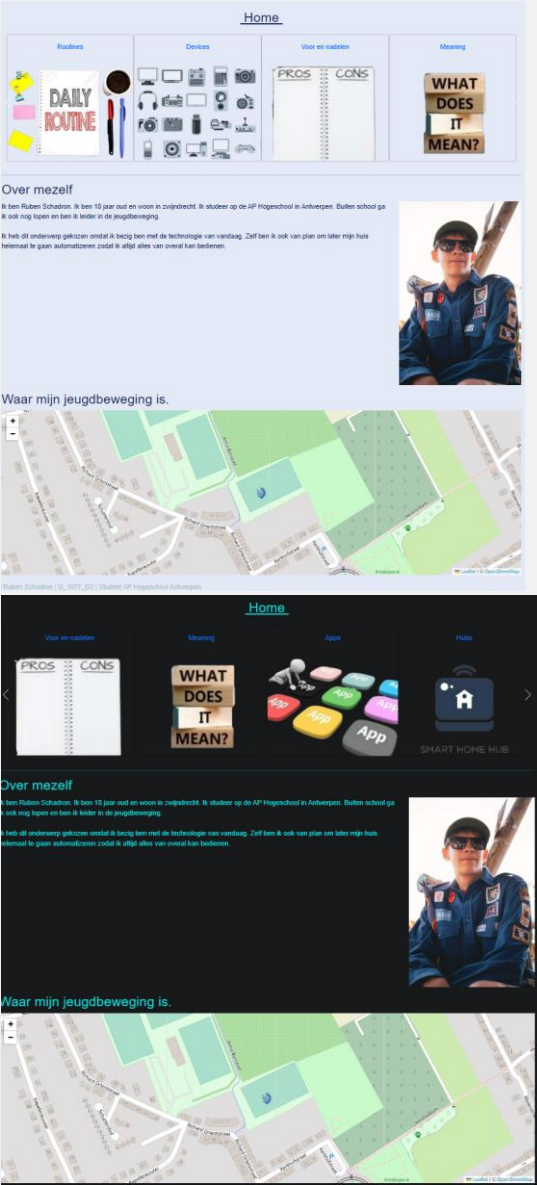 Home
Routines
Devices
Voor en nadelen
Meaning
DAILY
ROUTINE
PROS
CONS
WHAT
DOES
IT
MEAN?
Over mezelf
Ik ben Ruben Schadron. Ik ben 18 jaar oud en woon in zwijndrecht. Ik studeer op de AP Hogeschool in Antwerpen. Buiten school ga
ik ook nog lopen en ben ik leider in de jeugdbeweging.
Ik heb dit onderwerp gekozen omdat ik bezig ben met de technologie van vandaag. Zelf ben ik ook van plan om later mijn huis
helemaal te gaan automatizeren zodat ik altijd alles van overal kan bedienen.
Waar mijn jeugdbeweging is.
+
−
Richard Orlentstraat
Krekelstraat
Leaflet | © OpenStreetMap
Ruben Schadron | G_1IOT_D2 | Student AP Hogeschool Antwerpen
Home
Voor en nadelen
Meaning
Apps
Hubs
PROS
CONS
WHAT
DOES
IT
MEAN?
APP
App
App
App
SMART HOME HUB
Over mezelf
k ben Ruben Schadron. Ik ben 18 jaar oud en woon in zwijndrecht. Ik studeer op de AP Hogeschool in Antwerpen. Buiten school ga
k ook nog lopen en ben ik leider in de jeugdbeweging.
k heb dit onderwerp gekozen omdat ik bezig ben met de technologie van vandaag. Zelf ben ik ook van plan om later mijn huis
helemaal te gaan automatizeren zodat ik altijd alles van overal kan bedienen.
Waar mijn jeugdbeweging is.
+
−
Leaflet | © OpenStreetMap